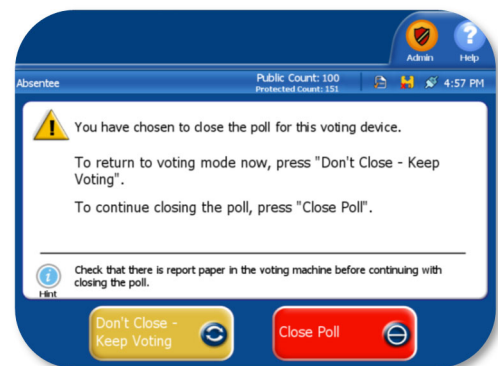 Admin
Help
Absentee
Public Count: 100
Protected Count: 151
4:57 PM
You have chosen to close the poll for this voting device.
To return to voting mode now, press "Don't Close - Keep
Voting".
To continue closing the poll, press "Close Poll".
Check that there is report paper in the voting machine before continuing with
closing the poll.
Hint
Don't Close -
Keep Voting
Close Poll